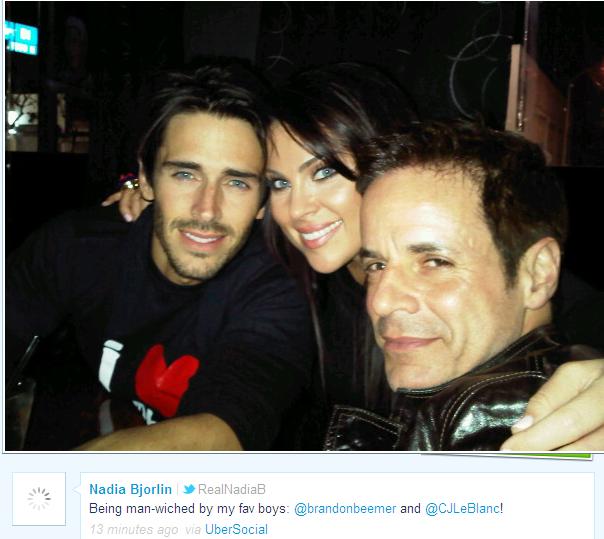 i
Nadia Bjorlin | RealNadiaB
Being man-wiched by my fav boys: @brandonbeemer and @CJLeBlanc!
13 minutes ago via UberSocial